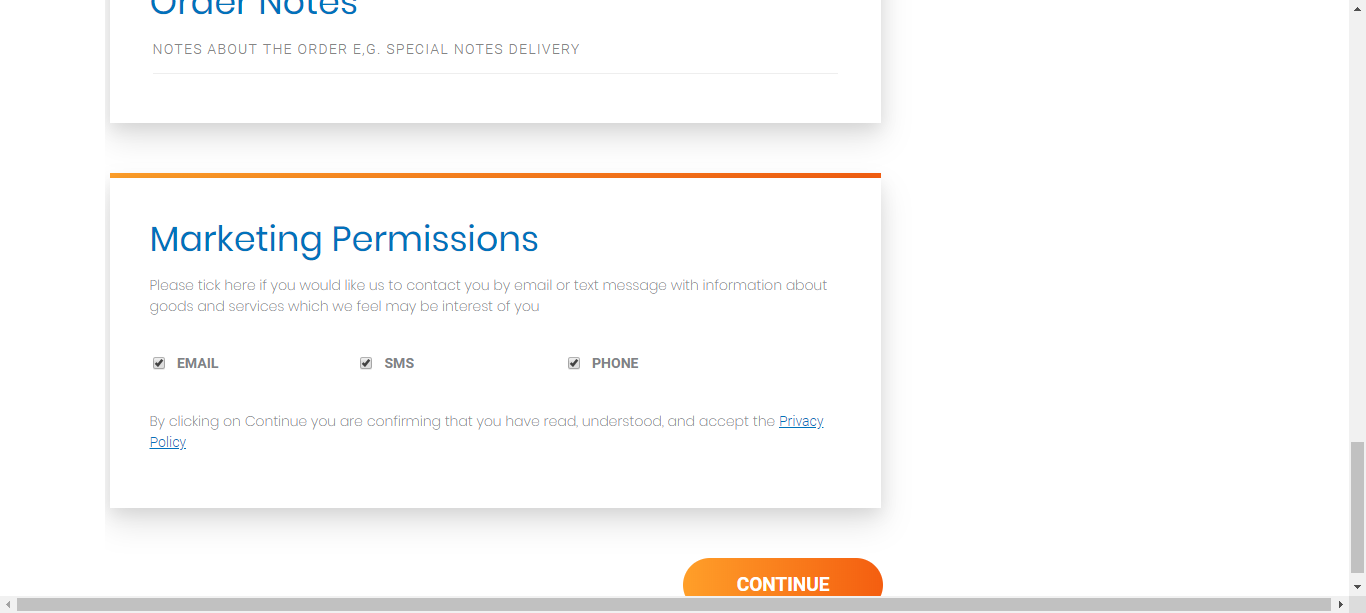 Order Notes
NOTES ABOUT THE ORDER E,G. SPECIAL NOTES DELIVERY
Marketing Permissions
Please tick here if you would like us to contact you by email or text message with information about
goods and services which we feel may be interest of you
EMAIL SMS PHONE
By clicking on Continue you are confirming that you have read, understood, and accept the Privacy
Policy
CONTINUE